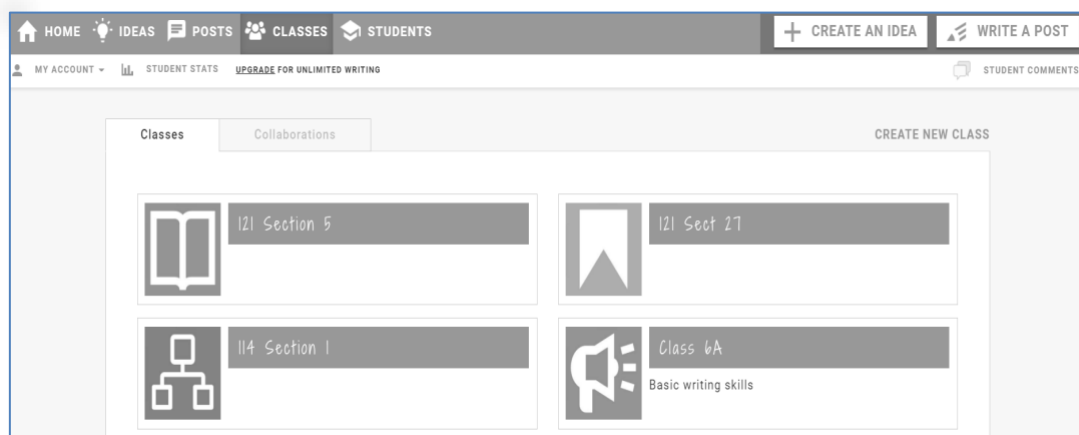 HOME IDEAS POSTS CLASSES STUDENTS CREATE AN IDEA WRITE A POST
MY ACCOUNT STUDENT STATS UPGRADE FOR UNLIMITED WRITING STUDENT COMMENTS
Classes Collaborations CREATE NEW CLASS
121 Section 5 121 Sect 27
114 Section 1 Class 6A
Basic writing skills